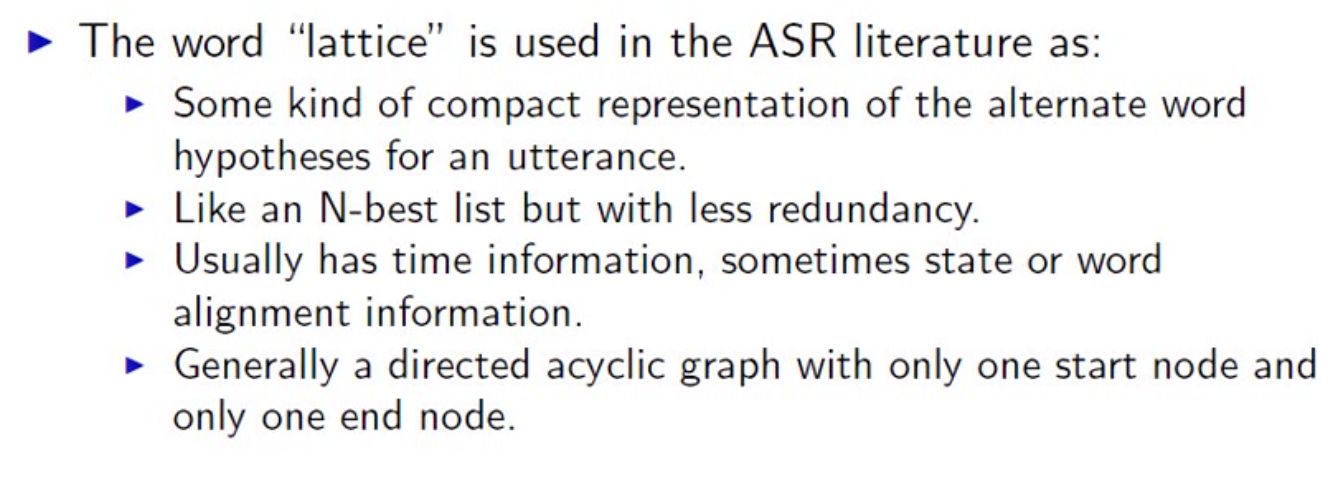 ▶ The word “lattice” is used in the ASR literature as:
▶ Some kind of compact representation of the alternate word
hypotheses for an utterance.
▶ Like an N-best list but with less redundancy.
▶ Usually has time information, sometimes state or word
alignment information.
▶ Generally a directed acyclic graph with only one start node and
only one end node.